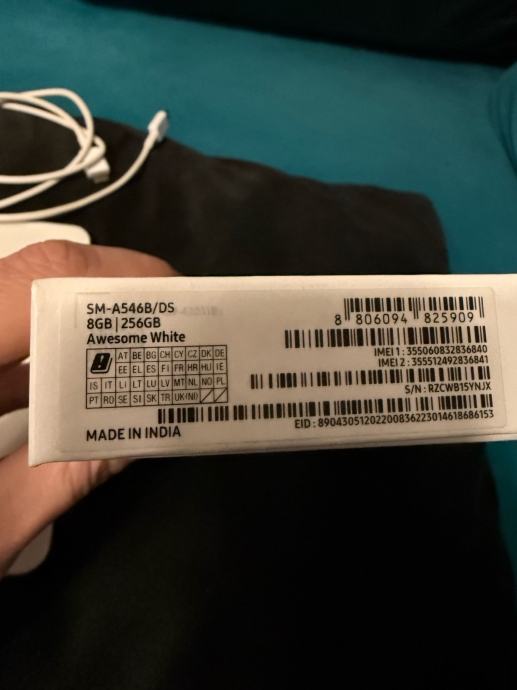 SM-A546B/DS
8GB | 256GB
Awesome White
AT BE BG CH CY CZ DK DE
EE EL ES FI FR HR HU IE
IS IT LI LT LU LV MT NL NO PL
PT RO SE SI SK TR UK(NI)
MADE IN INDIA
8 806094 825909
IMEI 1 : 355060832836840
IMEI 2 : 355512492836841
S/N : RZCWB15YNJX
EID : 89043051202200836223014618686153